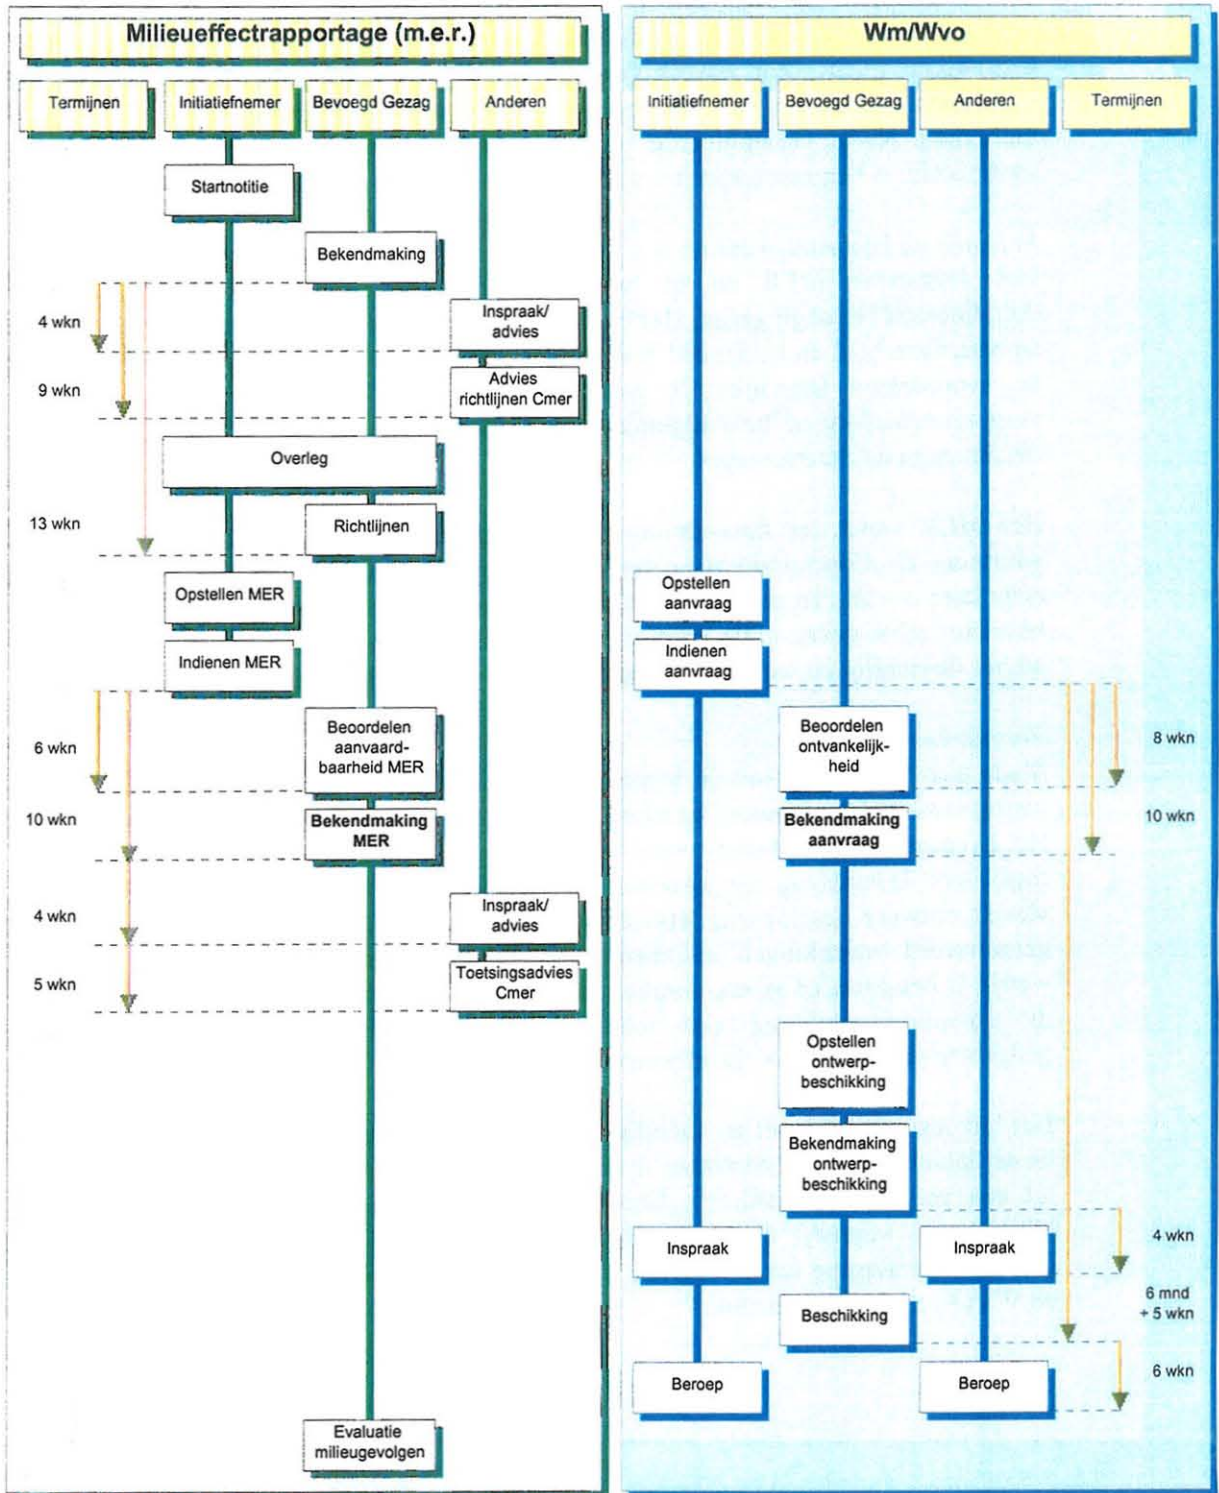 Milieueffectrapportage (m.e.r.)
Termijnen
Initiatiefnemer
Bevoegd Gezag
Anderen
Startnotitie
Bekendmaking
4 wkn
Inspraak/
advies
9 wkn
Advies
richtlijnen Cmer
Overleg
13 wkn
Richtlijnen
Opstellen MER
Indienen MER
6 wkn
Beoordelen
aanvaard-
baarheid MER
10 wkn
Bekendmaking
MER
4 wkn
Inspraak/
advies
5 wkn
Toetsingsadvies
Cmer
Evaluatie
milieugevolgen
Wm/Wvo
Initiatiefnemer
Bevoegd Gezag
Anderen
Termijnen
Opstellen
aanvraag
Indienen
aanvraag
Beoordelen
ontvankelijk-
heid
8 wkn
Bekendmaking
aanvraag
10 wkn
Opstellen
ontwerp-
beschikking
Bekendmaking
ontwerp-
beschikking
Inspraak
Inspraak
4 wkn
Beschikking
6 mnd
+ 5 wkn
Beroep
Beroep
6 wkn